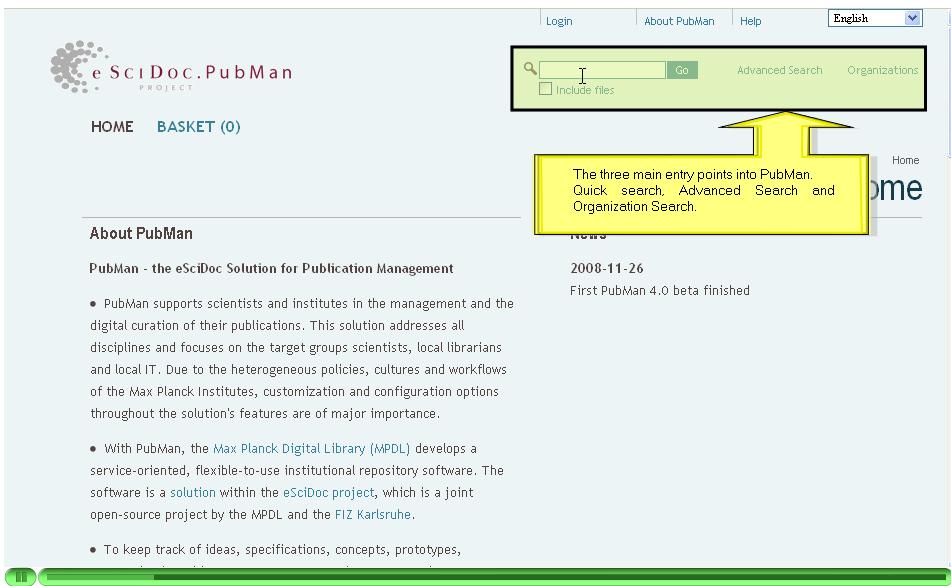 Login About PubMan Help English
eSciDoc.PubMan
PROJECT
Go Advanced Search Organizations
Include files
HOME BASKET (0)
The three main entry points into PubMan.
Quick search, Advanced Search and
Organization Search.
Home
About PubMan
News
PubMan - the eSciDoc Solution for Publication Management
2008-11-26
First PubMan 4.0 beta finished
• PubMan supports scientists and institutes in the management and the
digital curation of their publications. This solution addresses all
disciplines and focuses on the target groups scientists, local librarians
and local IT. Due to the heterogeneous policies, cultures and workflows
of the Max Planck Institutes, customization and configuration options
throughout the solution's features are of major importance.
• With PubMan, the Max Planck Digital Library (MPDL) develops a
service-oriented, flexible-to-use institutional repository software. The
software is a solution within the eSciDoc project, which is a joint
open-source project by the MPDL and the FIZ Karlsruhe.
• To keep track of ideas, specifications, concepts, prototypes,